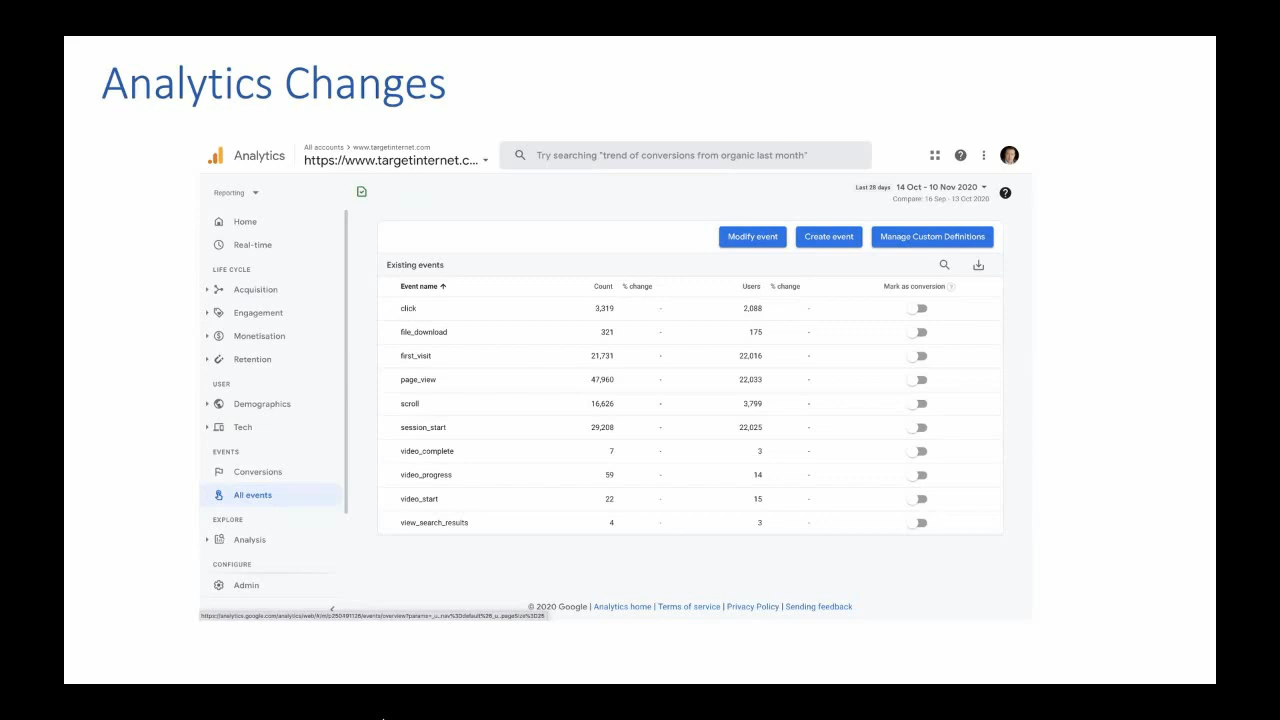 Analytics Changes
Analytics
All accounts > www.targetinternet.com
https://www.targetinternet.c...
Try searching "trend of conversions from organic last month"
Reporting
Last 28 days 14 Oct - 10 Nov 2020
Compare: 16 Sep - 13 Oct 2020
Home
Real-time
LIFE CYCLE
Acquisition
Engagement
Monetisation
Retention
USER
Demographics
Tech
EVENTS
Conversions
All events
EXPLORE
Analysis
CONFIGURE
Admin
Modify event Create event Manage Custom Definitions
Existing events
Event name ↑ Count % change Users % change Mark as conversion
click 3,319 - 2,088 -
file_download 321 - 175 -
first_visit 21,731 - 22,016 -
page_view 47,960 - 22,033 -
scroll 16,626 - 3,799 -
session_start 29,208 - 22,025 -
video_complete 7 - 3 -
video_progress 59 - 14 -
video_start 22 - 15 -
view_search_results 4 - 3 -
© 2020 Google | Analytics home | Terms of service | Privacy Policy | Sending feedback